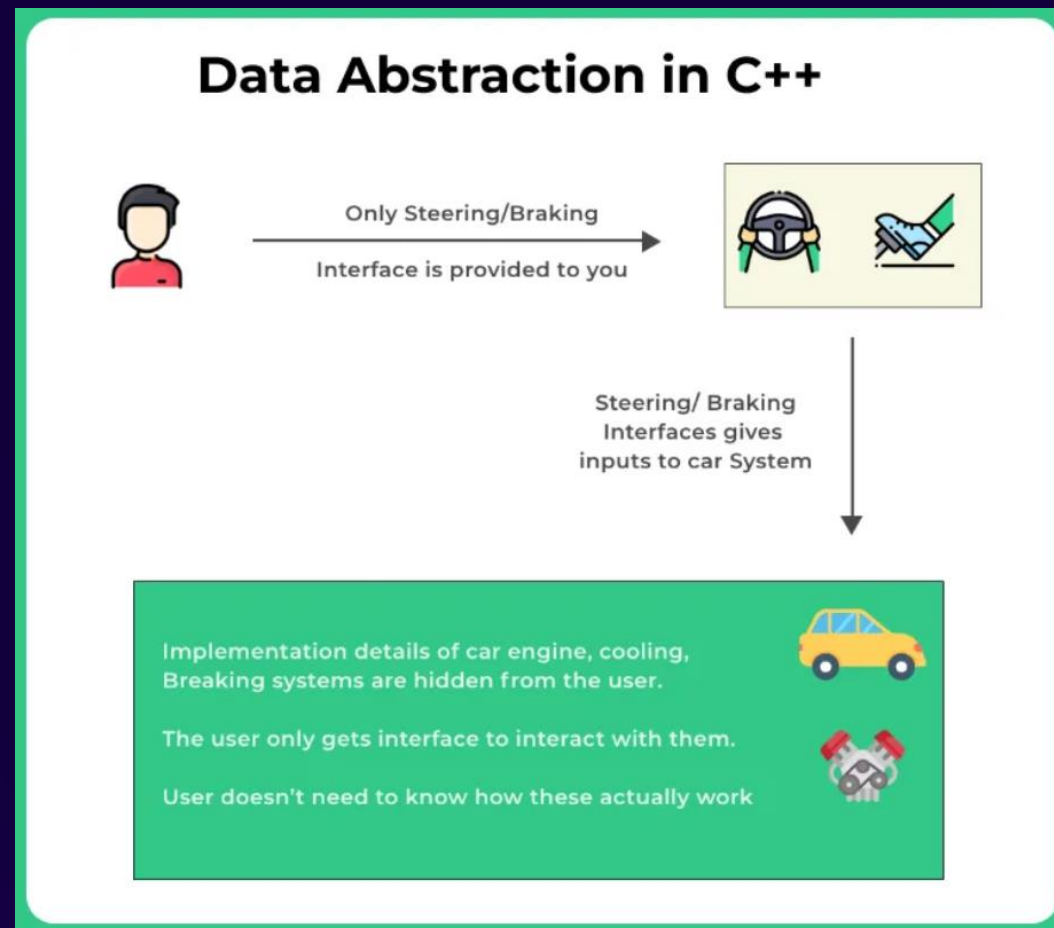 Data Abstraction in C++
Only Steering/Braking
Interface is provided to you
Steering/ Braking
Interfaces gives
inputs to car System
Implementation details of car engine, cooling,
Breaking systems are hidden from the user.
The user only gets interface to interact with them.
User doesn't need to know how these actually work